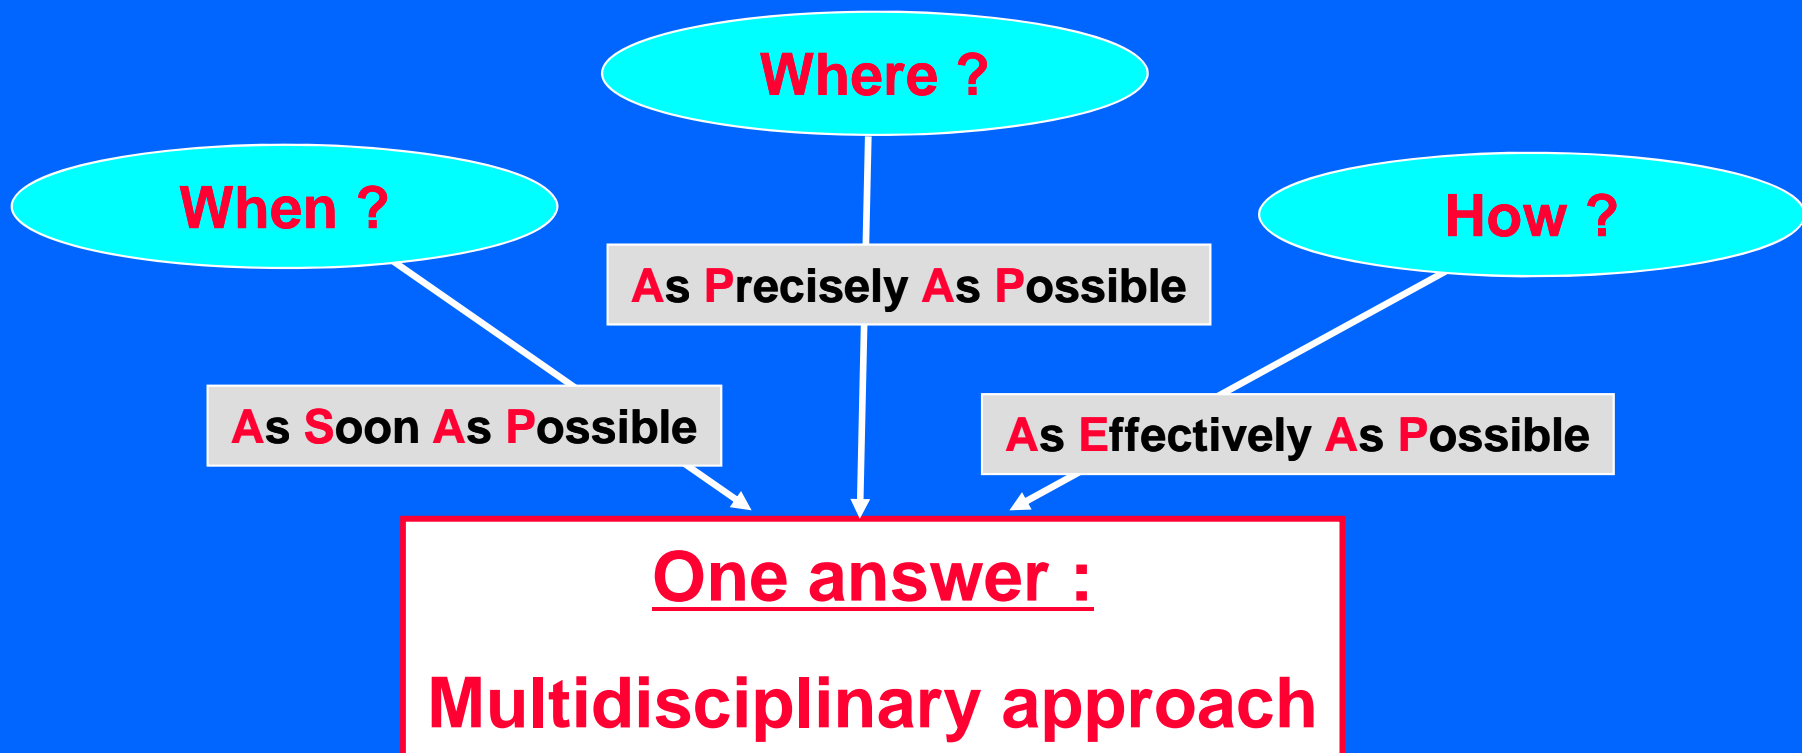 Where ?
When ?
How ?
As Precisely As Possible
As Soon As Possible
As Effectively As Possible
One answer :
Multidisciplinary approach